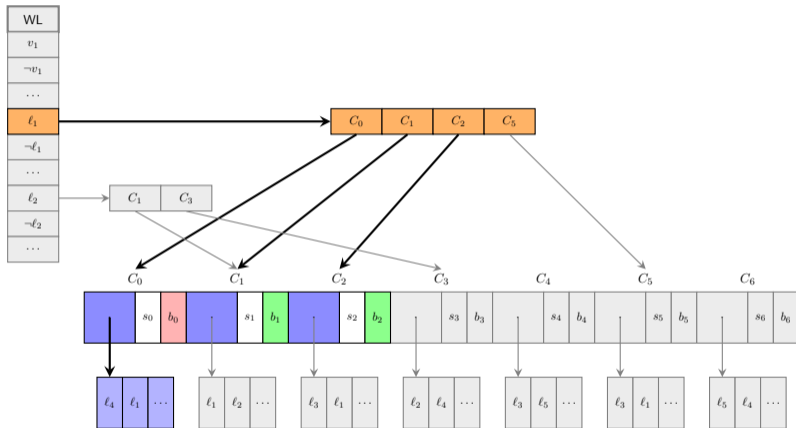 WL
v₁
¬v₁
...
ℓ₁
C₀ C₁ C₂ C₅
¬ℓ₁
...
ℓ₂
C₁ C₃
¬ℓ₂
...
C₀ C₁ C₂ C₃ C₄ C₅ C₆
s₀ b₀ s₁ b₁ s₂ b₂ s₃ b₃ s₄ b₄ s₅ b₅ s₆ b₆
ℓ₄ ℓ₁ ... ℓ₁ ℓ₂ ... ℓ₃ ℓ₁ ... ℓ₂ ℓ₄ ... ℓ₃ ℓ₅ ... ℓ₃ ℓ₁ ... ℓ₅ ℓ₄ ...